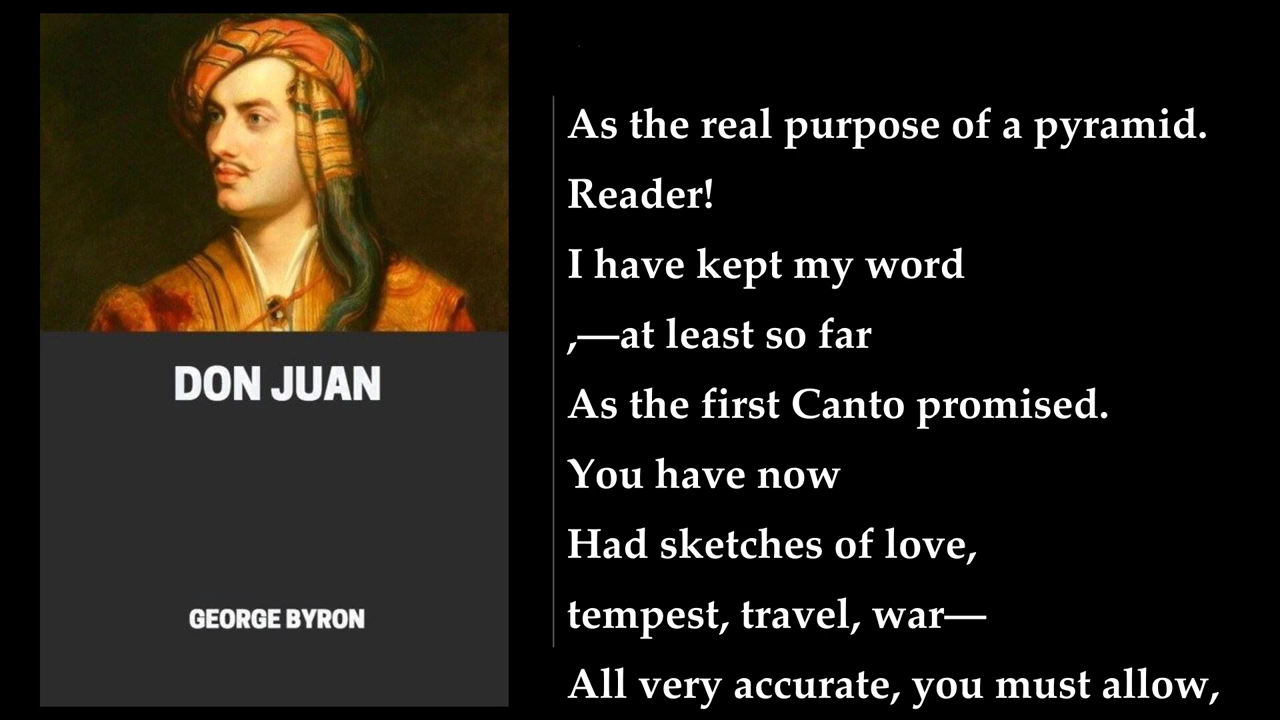 DON JUAN
GEORGE BYRON
As the real purpose of a pyramid.
Reader!
I have kept my word
,—at least so far
As the first Canto promised.
You have now
Had sketches of love,
tempest, travel, war—
All very accurate, you must allow,